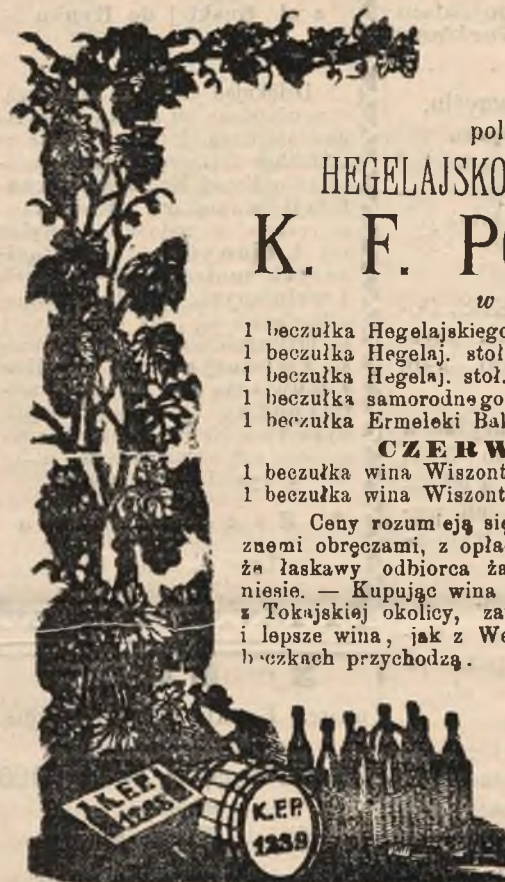 pol
HEGELAJSKO
K. F. P
w
1 beczułka Hegelajskiego
1 beczułka Hegelaj. stoł
1 beczułka Hegelaj. stoł.
1 beczułka samorodnego
1 beczułka Ermeleki Bak
CZERW
1 beczułka wina Wiszont
1 beczułka wina Wiszont
Ceny rozumieją się
znemi obręczami, z opła
że łaskawy odbiorca ża
niesie. — Kupując wina
z Tokajskiej okolicy, za
i lepsze wina, jak z We
beczkach przychodzą.
K.F.P.
K.F.P.
1239